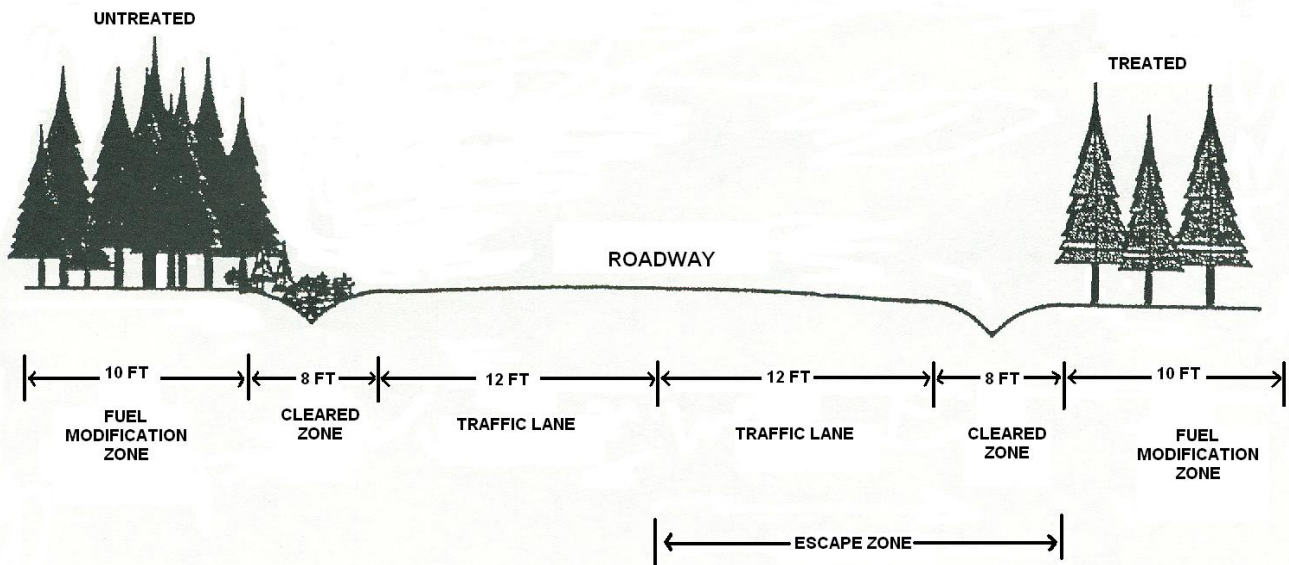 UNTREATED
TREATED
ROADWAY
10 FT
8 FT
12 FT
12 FT
8 FT
10 FT
FUEL
MODIFICATION
ZONE
CLEARED
ZONE
TRAFFIC LANE
TRAFFIC LANE
CLEARED
ZONE
FUEL
MODIFICATION
ZONE
ESCAPE ZONE